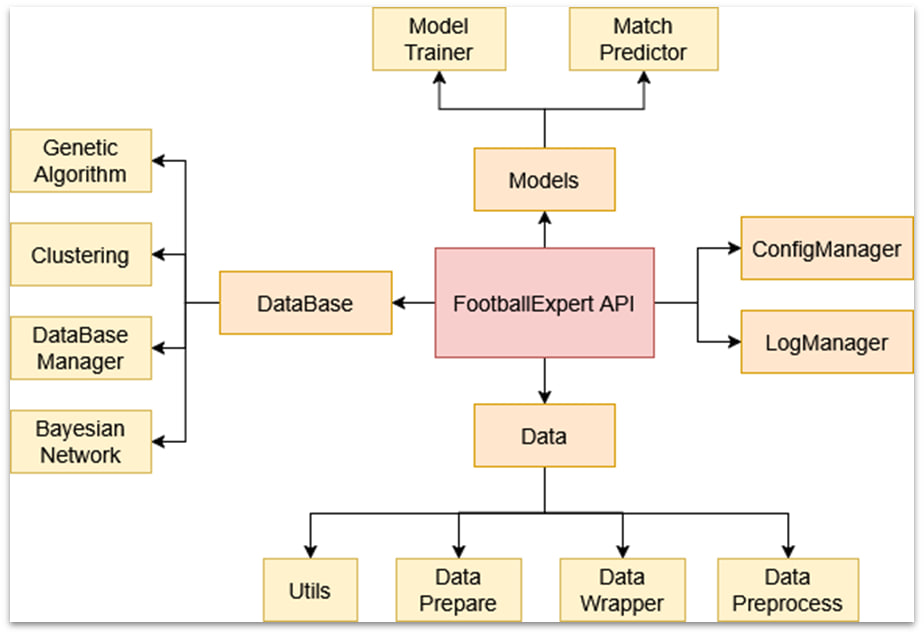 Model
Trainer
Match
Predictor
Genetic
Algorithm
Models
Clustering
ConfigManager
DataBase
FootballExpert API
DataBase
Manager
LogManager
Bayesian
Network
Data
Utils
Data
Prepare
Data
Wrapper
Data
Preprocess